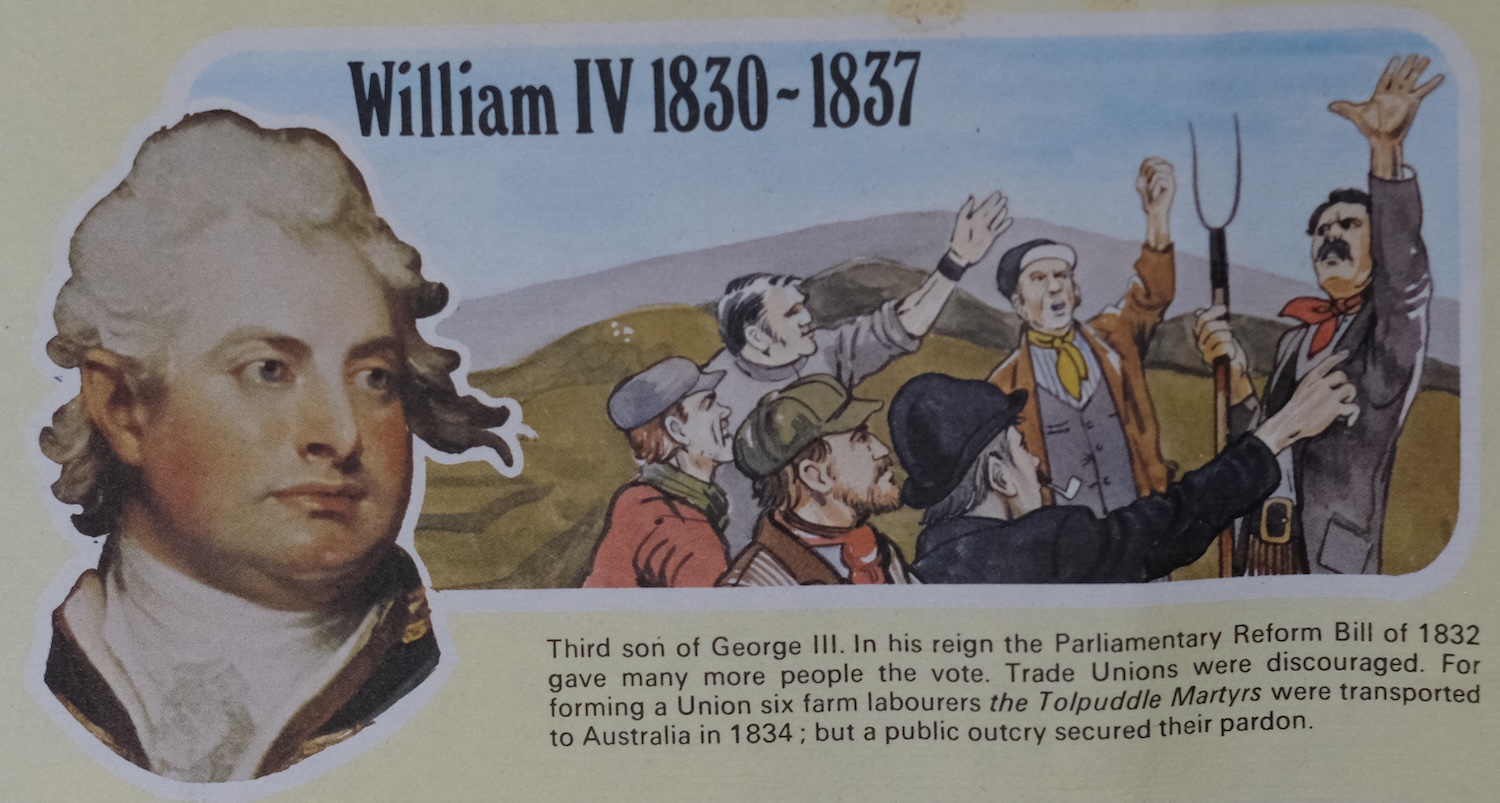 William IV 1830~1837
Third son of George III. In his reign the Parliamentary Reform Bill of 1832
gave many more people the vote. Trade Unions were discouraged. For
forming a Union six farm labourers the Tolpuddle Martyrs were transported
to Australia in 1834 ; but a public outcry secured their pardon.